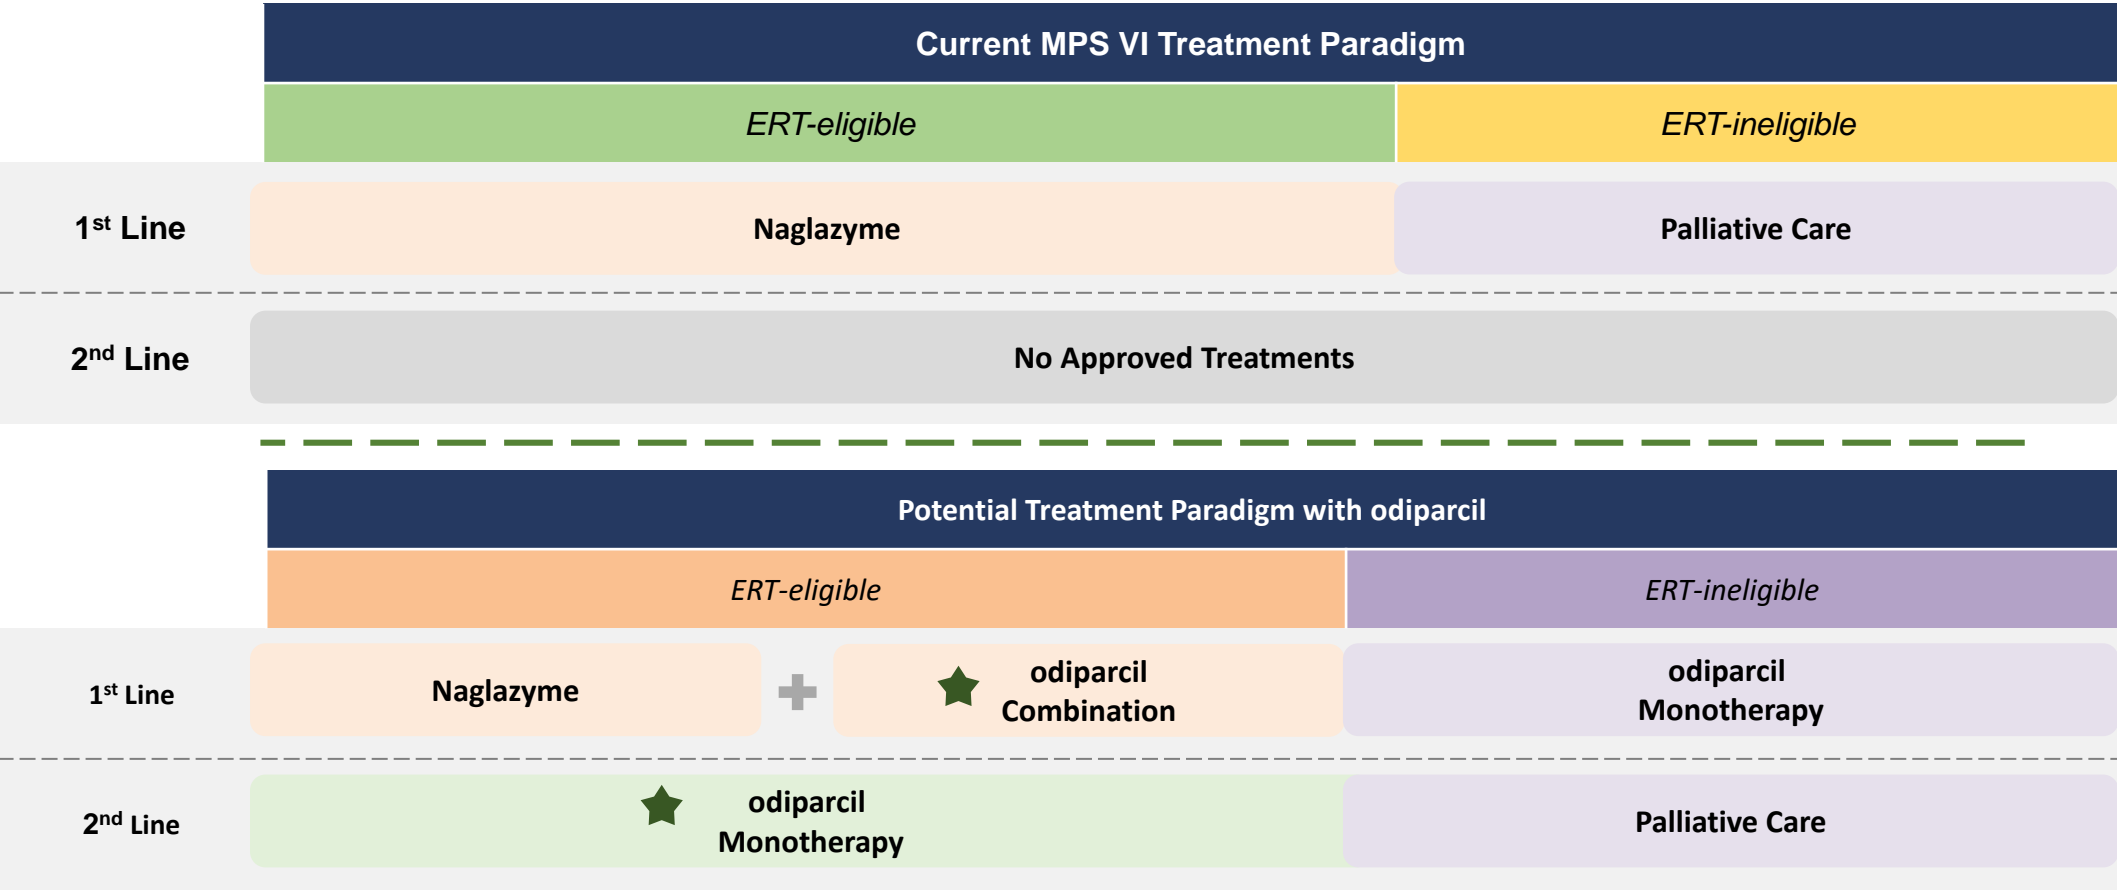 Current MPS VI Treatment Paradigm
ERT-eligible
ERT-ineligible
1st Line
Naglazyme
Palliative Care
2nd Line
No Approved Treatments
Potential Treatment Paradigm with odiparcil
ERT-eligible
ERT-ineligible
1st Line
Naglazyme
odiparcil
Combination
odiparcil
Monotherapy
2nd Line
odiparcil
Monotherapy
Palliative Care